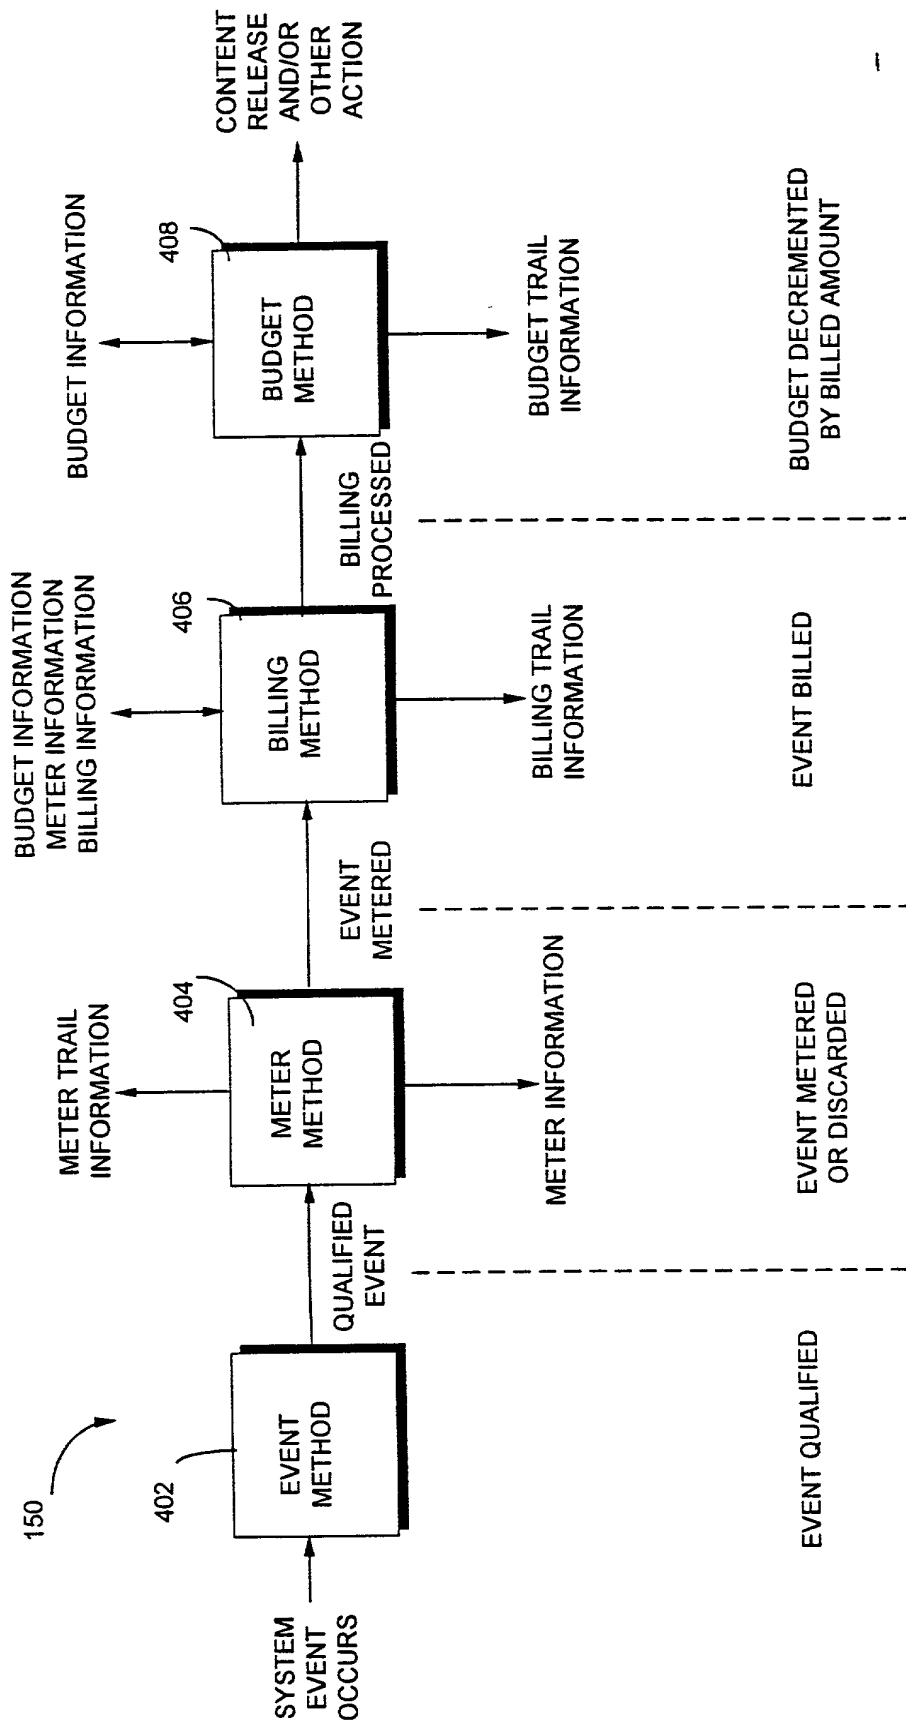 150
SYSTEM
EVENT
OCCURS
402
EVENT
METHOD
QUALIFIED
EVENT
METER TRAIL
INFORMATION
404
METER
METHOD
METER INFORMATION
EVENT
METERED
BUDGET INFORMATION
METER INFORMATION
BILLING INFORMATION
406
BILLING
METHOD
BILLING TRAIL
INFORMATION
BILLING
PROCESSED
BUDGET INFORMATION
408
BUDGET
METHOD
BUDGET TRAIL
INFORMATION
CONTENT
RELEASE
AND/OR
OTHER
ACTION
EVENT QUALIFIED
EVENT METERED
OR DISCARDED
EVENT BILLED
BUDGET DECREMENTED
BY BILLED AMOUNT